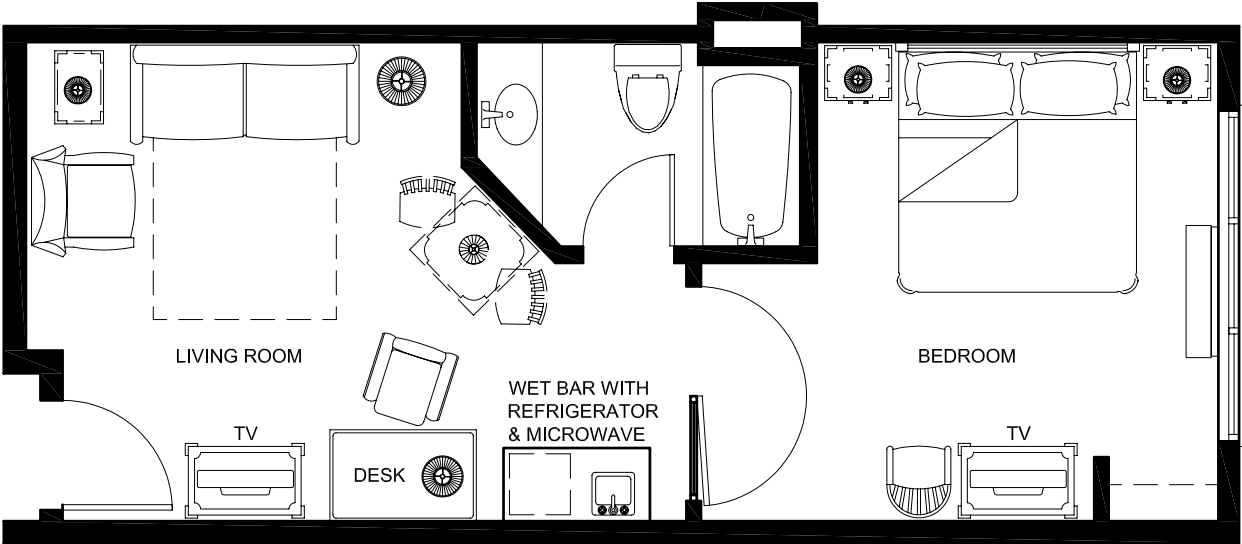 LIVING ROOM
BEDROOM
WET BAR WITH
REFRIGERATOR
& MICROWAVE
TV
TV
DESK